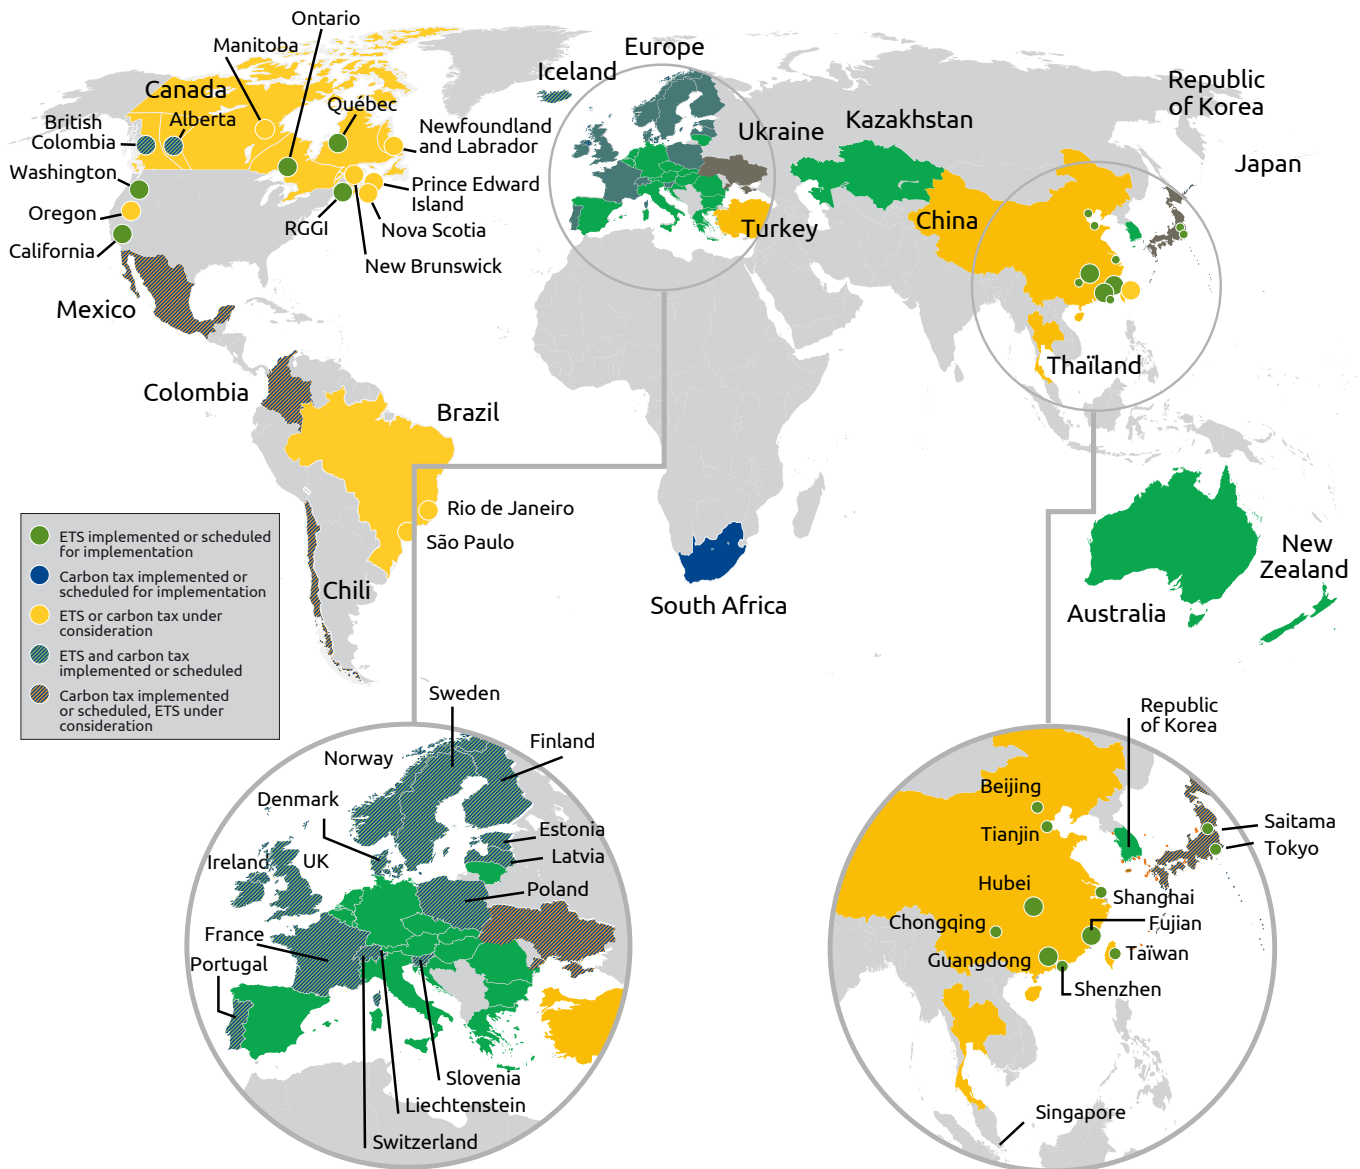 Ontario
Manitoba
Canada
British
Colombia
Alberta
Québec
Newfoundland
and Labrador
Washington
Prince Edward
Island
Oregon
RGGI
Nova Scotia
California
New Brunswick
Mexico
Europe
Iceland
Ukraine
Kazakhstan
Republic
of Korea
Japan
China
Turkey
Thaïland
Colombia
Brazil
Rio de Janeiro
São Paulo
Chili
South Africa
New
Zealand
Australia
ETS implemented or scheduled
for implementation
Carbon tax implemented or
scheduled for implementation
ETS or carbon tax under
consideration
ETS and carbon tax
implemented or scheduled
Carbon tax implemented
or scheduled, ETS under
consideration
Sweden
Norway
Finland
Denmark
Estonia
Ireland
UK
Latvia
Poland
France
Portugal
Slovenia
Liechtenstein
Switzerland
Republic
of Korea
Beijing
Tianjin
Saitama
Tokyo
Hubei
Shanghai
Chongqing
Fújian
Guangdong
Taïwan
Shenzhen
Singapore